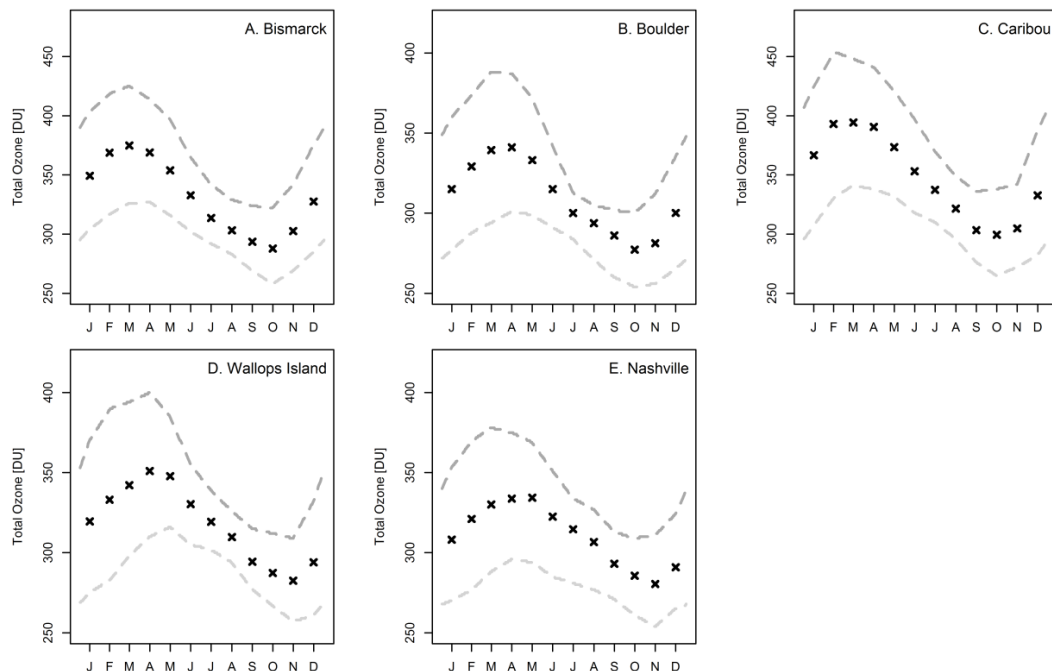 A. Bismarck
Total Ozone [DU]
250 300 350 400 450
J F M A M J J A S O N D
B. Boulder
Total Ozone [DU]
250 300 350 400
J F M A M J J A S O N D
C. Caribou
Total Ozone [DU]
250 300 350 400 450
J F M A M J J A S O N D
D. Wallops Island
Total Ozone [DU]
250 300 350 400
J F M A M J J A S O N D
E. Nashville
Total Ozone [DU]
250 300 350 400
J F M A M J J A S O N D